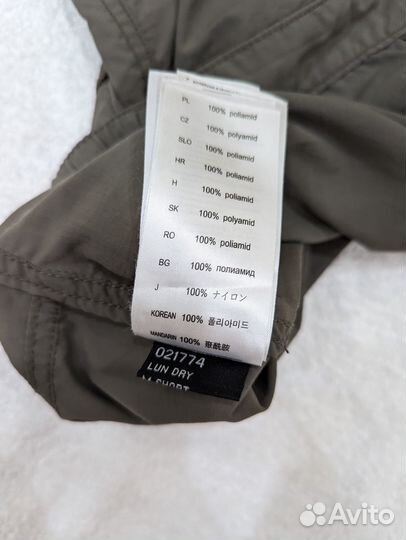 PL 100% poliamid
CZ 100% polyamid
SLO 100% poliamid
HR 100% poliamid
H 100% poliamid
SK 100% polyamid
RO 100% poliamid
BG 100% полиамид
J 100% ナイロン
KOREAN 100% 폴리아미드
MANDARIN 100% 聚酰胺
021774
LUN DRY
SHORT
Avito